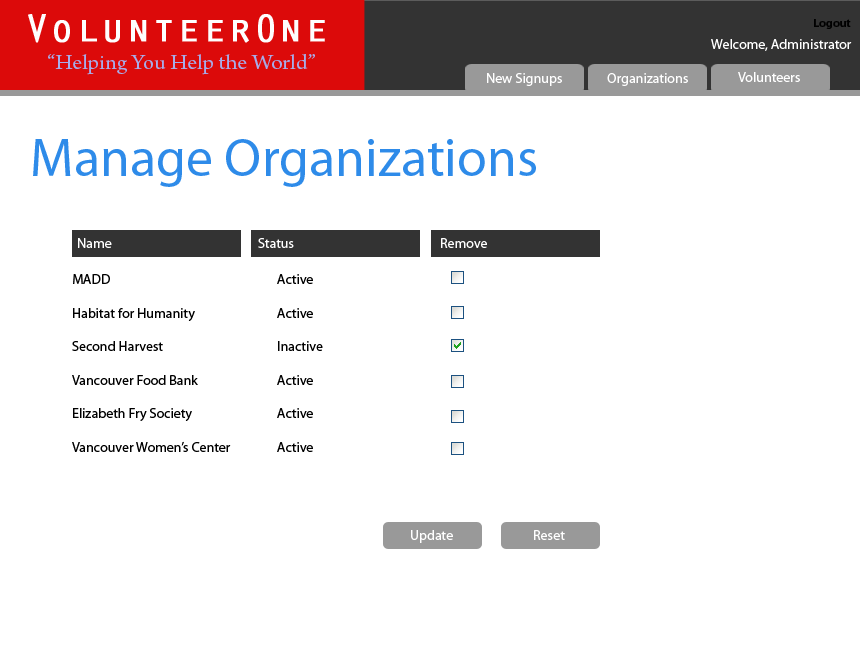 VOLUNTEERONE
“Helping You Help the World”
Logout
Welcome, Administrator
New Signups Organizations Volunteers
Manage Organizations
Name Status Remove
MADD Active
Habitat for Humanity Active
Second Harvest Inactive
Vancouver Food Bank Active
Elizabeth Fry Society Active
Vancouver Women’s Center Active
Update Reset